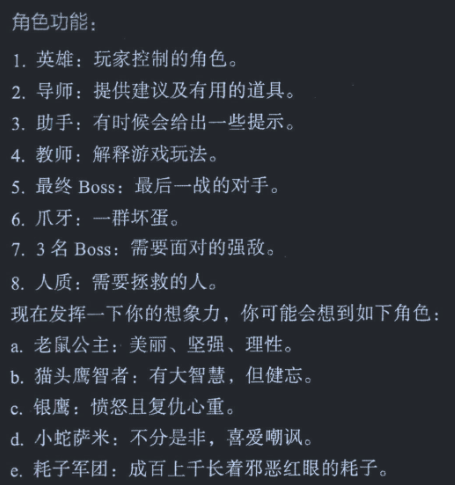 角色功能：
1. 英雄：玩家控制的角色。
2. 导师：提供建议及有用的道具。
3. 助手：有时候会给出一些提示。
4. 教师：解释游戏玩法。
5. 最终 Boss：最后一战的对手。
6. 爪牙：一群坏蛋。
7. 3 名 Boss：需要面对的强敌。
8. 人质：需要拯救的人。
现在发挥一下你的想象力，你可能会想到如下角色：
a. 老鼠公主：美丽、坚强、理性。
b. 猫头鹰智者：有大智慧，但健忘。
c. 银鹰：愤怒且复仇心重。
d. 小蛇萨米：不分是非，喜爱嘲讽。
e. 耗子军团：成百上千长着邪恶红眼的耗子。